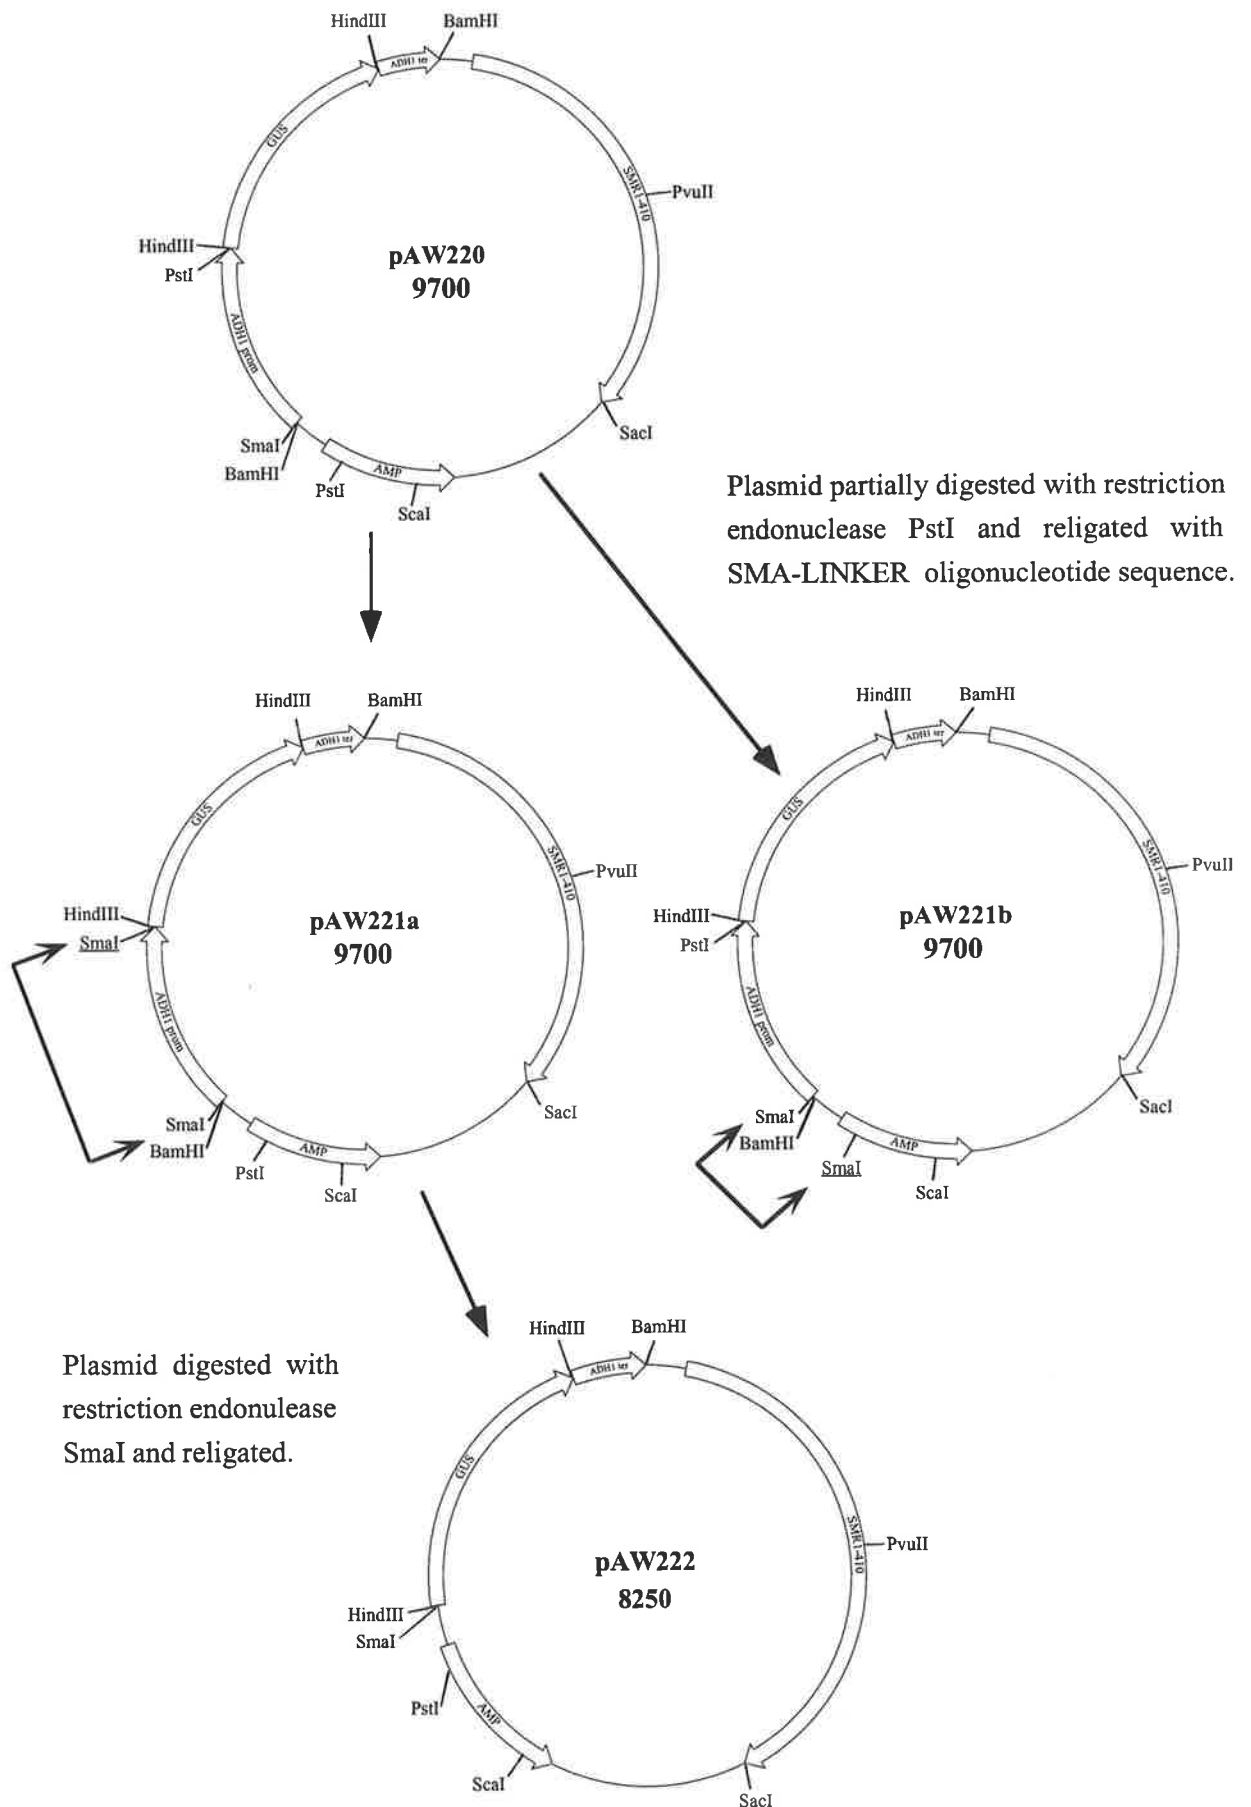 HindIII
BamHI
ADH1 ter
GUS
SMR1-410
PvuII
HindIII
PstI
pAW220
9700
ADH1 prom
SmaI
BamHI
PstI
AMP
ScaI
SacI
Plasmid partially digested with restriction
endonuclease PstI and religated with
SMA-LINKER oligonucleotide sequence.
HindIII
BamHI
ADH1 ter
GUS
SMR1-410
PvuII
HindIII
SmaI
pAW221a
9700
ADH1 prom
SmaI
BamHI
PstI
AMP
ScaI
SacI
HindIII
BamHI
ADH1 ter
GUS
SMR1-410
PvuII
HindIII
PstI
pAW221b
9700
ADH1 prom
SmaI
BamHI
SmaI
AMP
ScaI
SacI
Plasmid digested with
restriction endonulease
SmaI and religated.
HindIII
BamHI
ADH1 ter
GUS
SMR1-410
PvuII
pAW222
8250
HindIII
SmaI
PstI
AMP
ScaI
SacI